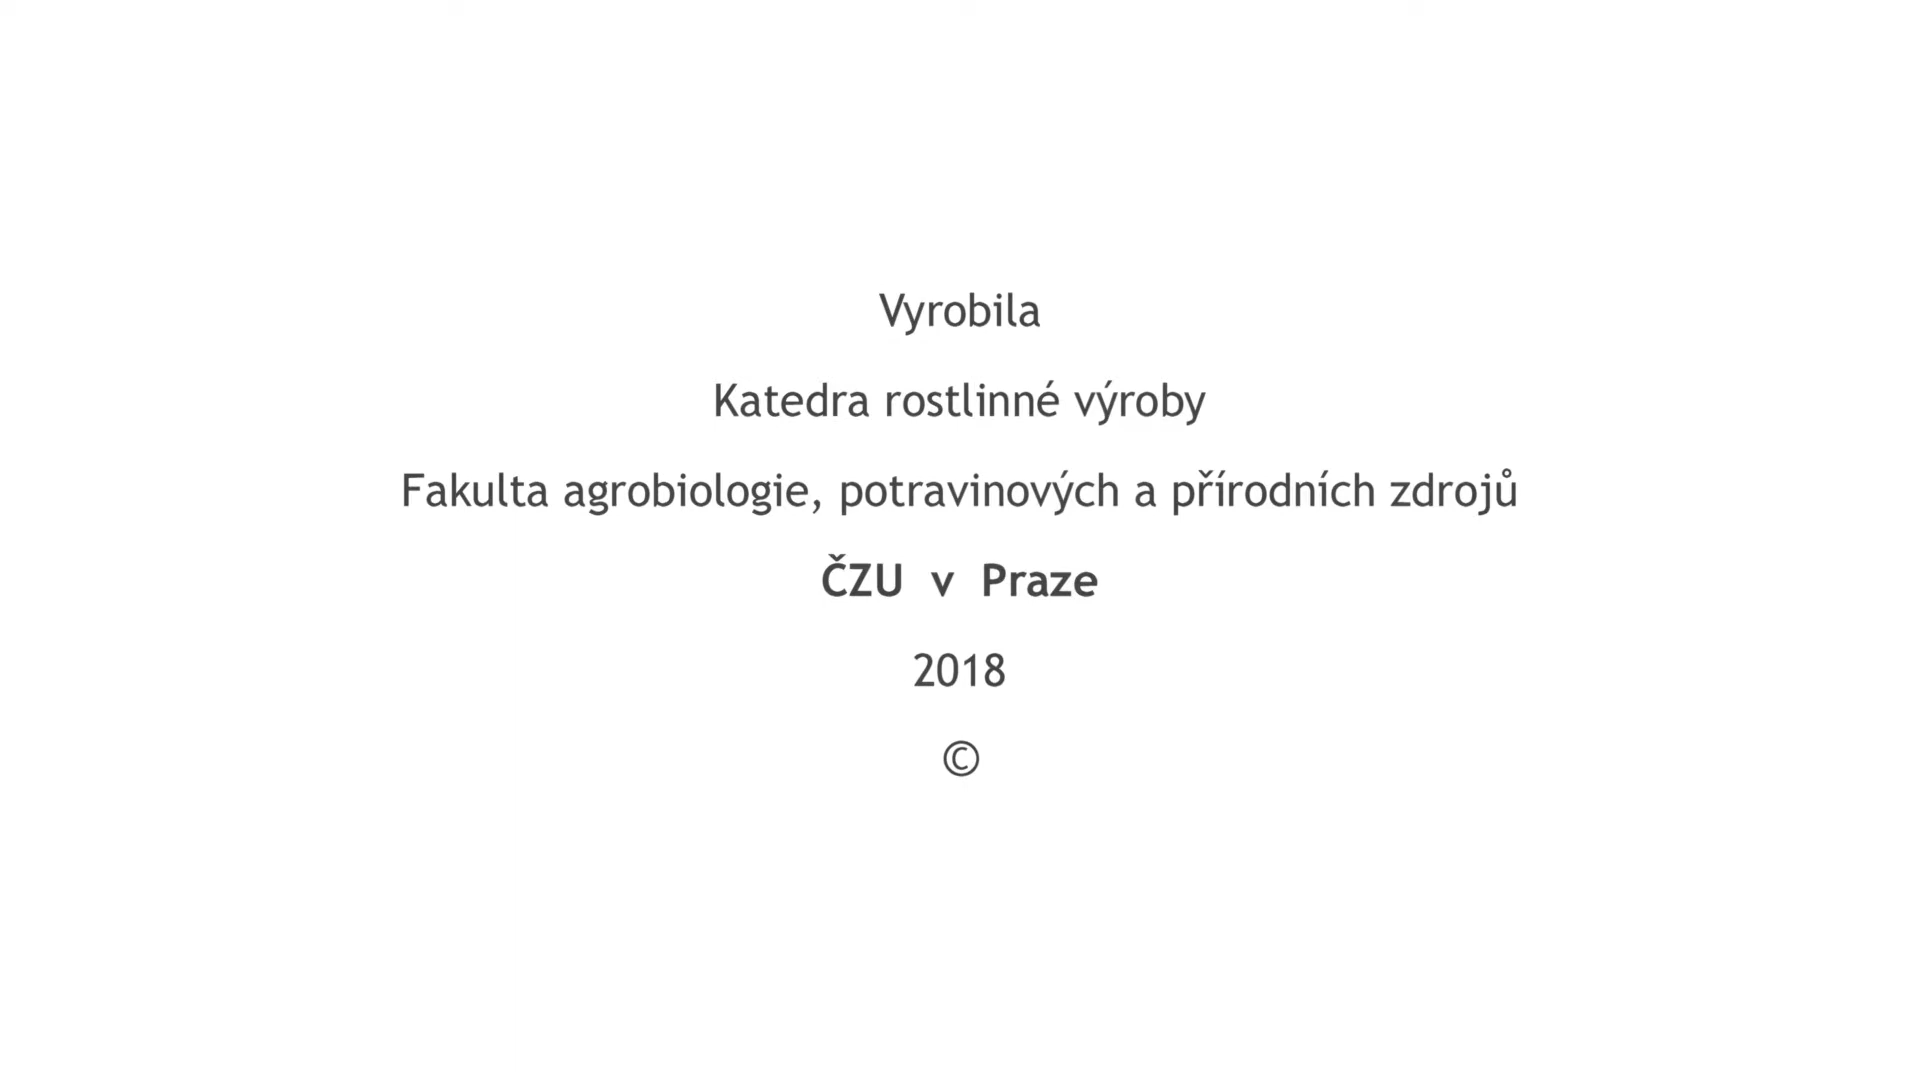 Vyrobila
Katedra rostlinné výroby
Fakulta agrobiologie, potravinových a přírodních zdrojů
ČZU v Praze
2018
©